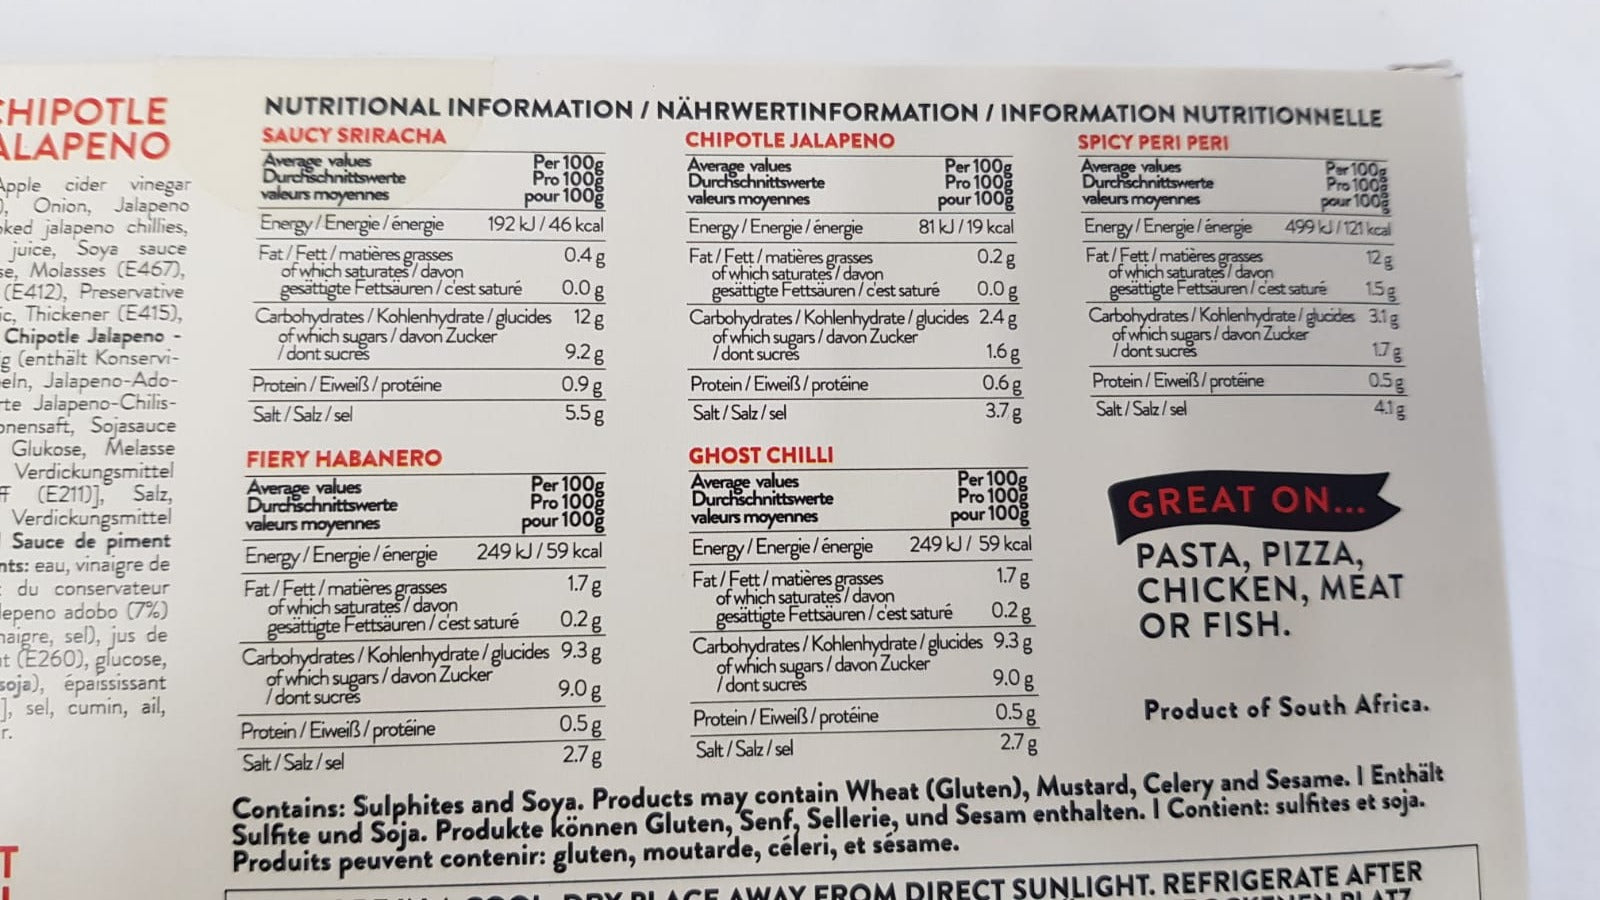 CHIPOTLE
JALAPENO
Apple cider vinegar
Onion, Jalapeno
jalapeno chillies,
juice, Soya sauce
Molasses (E467),
(E412), Preservative
Thickener (E415),
Chipotle Jalapeno -
(enthält Konservi-
Jalapeno-Ado-
Jalapeno-Chilis-
Sojasauce
Glukose, Melasse
Verdickungsmittel
(E211)], Salz,
Verdickungsmittel
Sauce de piment
eau, vinaigre de
du conservateur
adobo (7%)
sel), jus de
(E260), glucose,
soja), épaississant
], sel, cumin, ail,
NUTRITIONAL INFORMATION / NÄHRWERTINFORMATION / INFORMATION NUTRITIONNELLE
SAUCY SRIRACHA
Average values Per 100g
Durchschnittswerte Pro 100g
valeurs moyennes pour 100g
Energy / Energie / énergie 192 kJ / 46 kcal
Fat / Fett / matières grasses 0.4 g
of which saturates / davon
gesättigte Fettsäuren / c'est saturé 0.0 g
Carbohydrates / Kohlenhydrate / glucides 12 g
of which sugars / davon Zucker
/ dont sucres 9.2 g
Protein / Eiweiß / protéine 0.9 g
Salt / Salz / sel 5.5 g
CHIPOTLE JALAPENO
Average values Per 100g
Durchschnittswerte Pro 100g
valeurs moyennes pour 100g
Energy / Energie / énergie 81 kJ / 19 kcal
Fat / Fett / matières grasses 0.2 g
of which saturates / davon
gesättigte Fettsäuren / c'est saturé 0.0 g
Carbohydrates / Kohlenhydrate / glucides 2.4 g
of which sugars / davon Zucker
/ dont sucres 1.6 g
Protein / Eiweiß / protéine 0.6 g
Salt / Salz / sel 3.7 g
SPICY PERI PERI
Average values Per 100g
Durchschnittswerte Pro 100g
valeurs moyennes pour 100g
Energy / Energie / énergie 499 kJ / 121 kcal
Fat / Fett / matières grasses 12 g
of which saturates / davon
gesättigte Fettsäuren / c'est saturé 1.5 g
Carbohydrates / Kohlenhydrate / glucides 3.1 g
of which sugars / davon Zucker
/ dont sucres 1.7 g
Protein / Eiweiß / protéine 0.5 g
Salt / Salz / sel 4.1 g
FIERY HABANERO
Average values Per 100g
Durchschnittswerte Pro 100g
valeurs moyennes pour 100g
Energy / Energie / énergie 249 kJ / 59 kcal
Fat / Fett / matières grasses 1.7 g
of which saturates / davon
gesättigte Fettsäuren / c'est saturé 0.2 g
Carbohydrates / Kohlenhydrate / glucides 9.3 g
of which sugars / davon Zucker
/ dont sucres 9.0 g
Protein / Eiweiß / protéine 0.5 g
Salt / Salz / sel 2.7 g
GHOST CHILLI
Average values Per 100g
Durchschnittswerte Pro 100g
valeurs moyennes pour 100g
Energy / Energie / énergie 249 kJ / 59 kcal
Fat / Fett / matières grasses 1.7 g
of which saturates / davon
gesättigte Fettsäuren / c'est saturé 0.2 g
Carbohydrates / Kohlenhydrate / glucides 9.3 g
of which sugars / davon Zucker
/ dont sucres 9.0 g
Protein / Eiweiß / protéine 0.5 g
Salt / Salz / sel 2.7 g
GREAT ON...
PASTA, PIZZA,
CHICKEN, MEAT
OR FISH.
Product of South Africa.
Contains: Sulphites and Soya. Products may contain Wheat (Gluten), Mustard, Celery and Sesame. | Enthält
Sulfite und Soja. Produkte können Gluten, Senf, Sellerie, und Sesam enthalten. | Contient: sulfites et soja.
Produits peuvent contenir: gluten, moutarde, céleri, et sésame.
COOL, DRY PLACE AWAY FROM DIRECT SUNLIGHT. REFRIGERATE AFTER